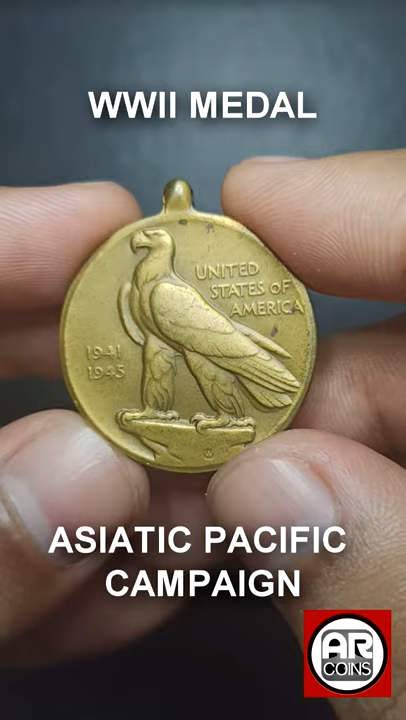 WWII MEDAL
UNITED
STATES OF
AMERICA
1941
1945
W
ASIATIC PACIFIC
CAMPAIGN
AR
COINS